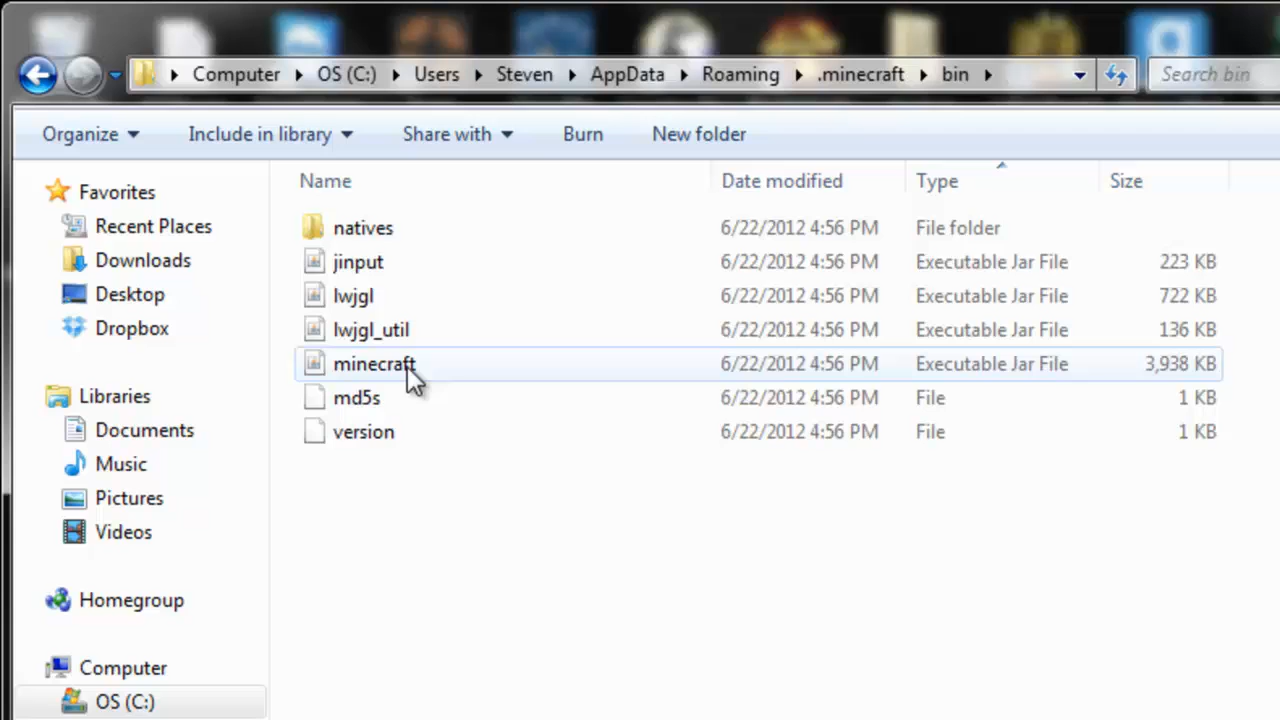 Computer OS (C:) Users Steven AppData Roaming .minecraft bin Search bin
Organize Include in library Share with Burn New folder
Name Date modified Type Size
natives 6/22/2012 4:56 PM File folder
jinput 6/22/2012 4:56 PM Executable Jar File 223 KB
lwjgl 6/22/2012 4:56 PM Executable Jar File 722 KB
lwjgl_util 6/22/2012 4:56 PM Executable Jar File 136 KB
minecraft 6/22/2012 4:56 PM Executable Jar File 3,938 KB
md5s 6/22/2012 4:56 PM File 1 KB
version 6/22/2012 4:56 PM File 1 KB
Favorites
Recent Places
Downloads
Desktop
Dropbox
Libraries
Documents
Music
Pictures
Videos
Homegroup
Computer
OS (C:)